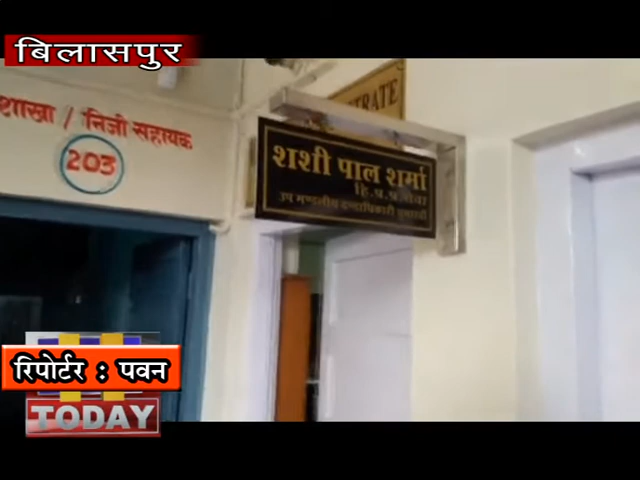 बिलासपुर
शाखा / निजी सहायक
203
TRATE
शशी पाल शर्मा
हि.प्र.प्र.सेवा
उप मण्डलीय दण्डाधिकारी
रिपोर्टर : पवन
TODAY